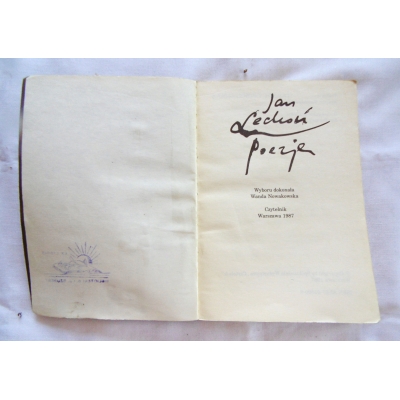 Jan
Lechoń
Poezje
Wyboru dokonała
Wanda Nowakowska
Czytelnik
Warszawa 1987